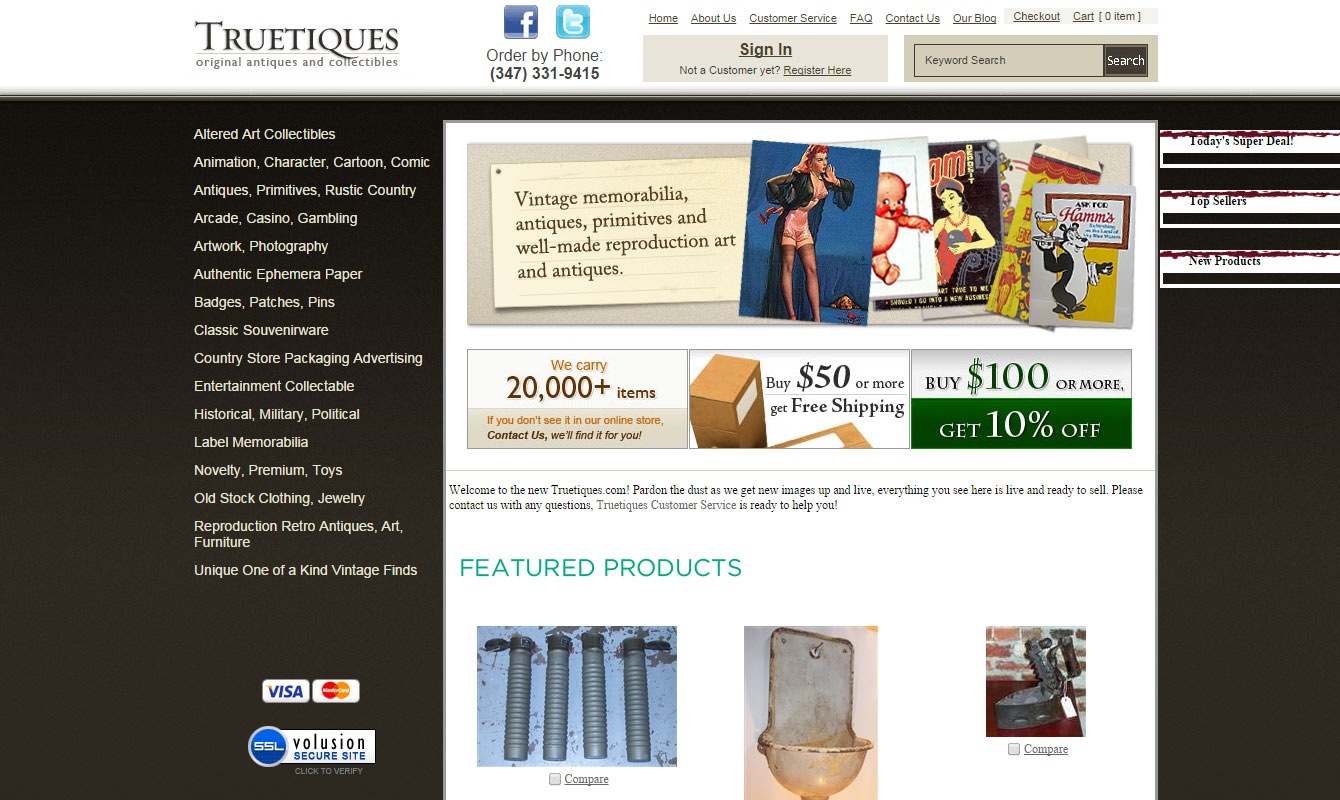 TRUETIQUES
original antiques and collectibles
Order by Phone:
(347) 331-9415
Home About Us Customer Service FAQ Contact Us Our Blog Checkout Cart [ 0 item ]
Sign In
Not a Customer yet? Register Here
Keyword Search Search
Altered Art Collectibles
Animation, Character, Cartoon, Comic
Antiques, Primitives, Rustic Country
Arcade, Casino, Gambling
Artwork, Photography
Authentic Ephemera Paper
Badges, Patches, Pins
Classic Souvenirware
Country Store Packaging Advertising
Entertainment Collectable
Historical, Military, Political
Label Memorabilia
Novelty, Premium, Toys
Old Stock Clothing, Jewelry
Reproduction Retro Antiques, Art,
Furniture
Unique One of a Kind Vintage Finds
VISA MasterCard
SSL volusion
SECURE SITE
CLICK TO VERIFY
Vintage memorabilia,
antiques, primitives and
well-made reproduction art
and antiques.
DEPOSIT
1¢
SHOULD I GO INTO A NEW BUSINESS
ASK FOR
Hamm's
We carry
20,000+ items
If you don't see it in our online store,
Contact Us, we'll find it for you!
Buy $50 or more
get Free Shipping
BUY $100 OR MORE,
GET 10% OFF
Welcome to the new Truetiques.com! Pardon the dust as we get new images up and live, everything you see here is live and ready to sell. Please
contact us with any questions, Truetiques Customer Service is ready to help you!
FEATURED PRODUCTS
Compare
Compare
Today's Super Deal!
Top Sellers
New Products